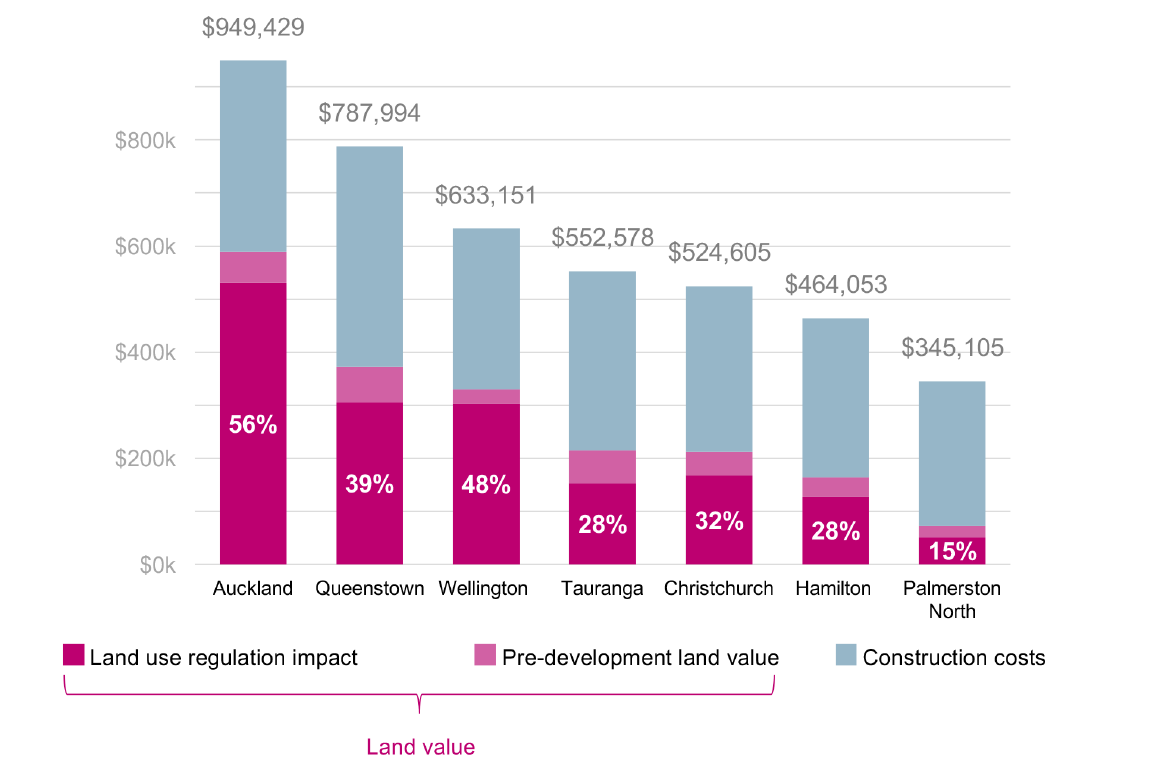 $949,429
$787,994
$800k
$633,151
$600k
$552,578
$524,605
$464,053
$400k
$345,105
56%
$200k
39%
48%
28%
32%
28%
15%
$0k
Auckland
Queenstown
Wellington
Tauranga
Christchurch
Hamilton
Palmerston
North
Land use regulation impact
Pre-development land value
Construction costs
Land value